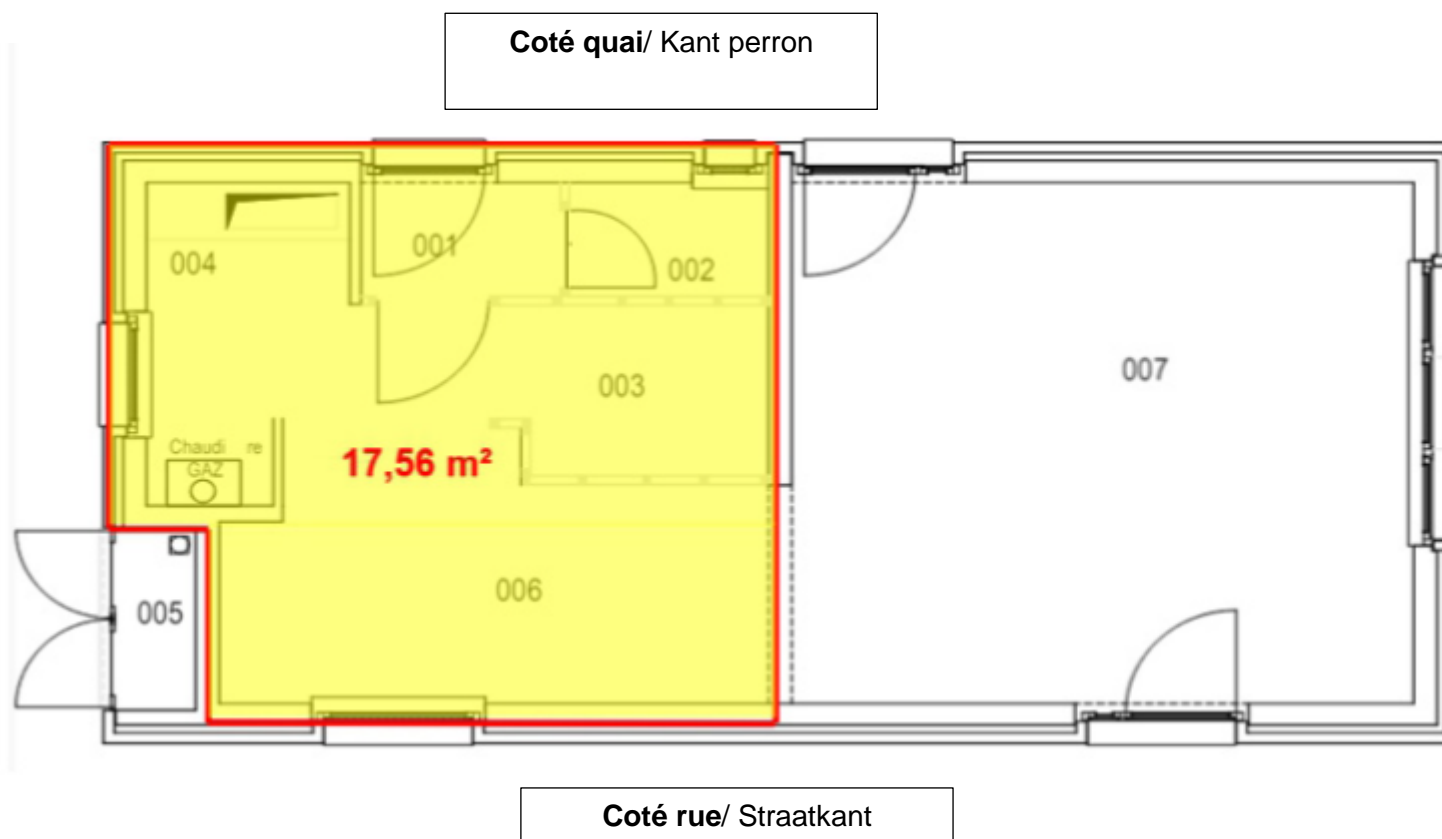 Coté quai/ Kant perron
001
004
002
007
003
Chaudi re
GAZ
17,56 m²
006
005
Coté rue/ Straatkant